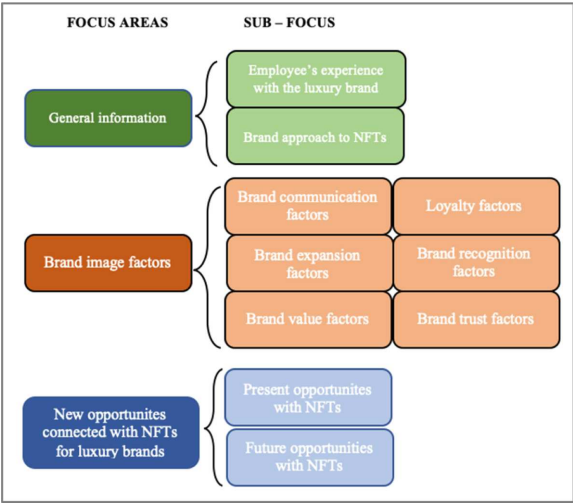 FOCUS AREAS
SUB – FOCUS
General information
Employee's experience
with the luxury brand
Brand approach to NFTs
Brand image factors
Brand communication
factors
Loyalty factors
Brand expansion
factors
Brand recognition
factors
Brand value factors
Brand trust factors
New opportunites
connected with NFTs
for luxury brands
Present opportunites
with NFTs
Future opportunities
with NFTs